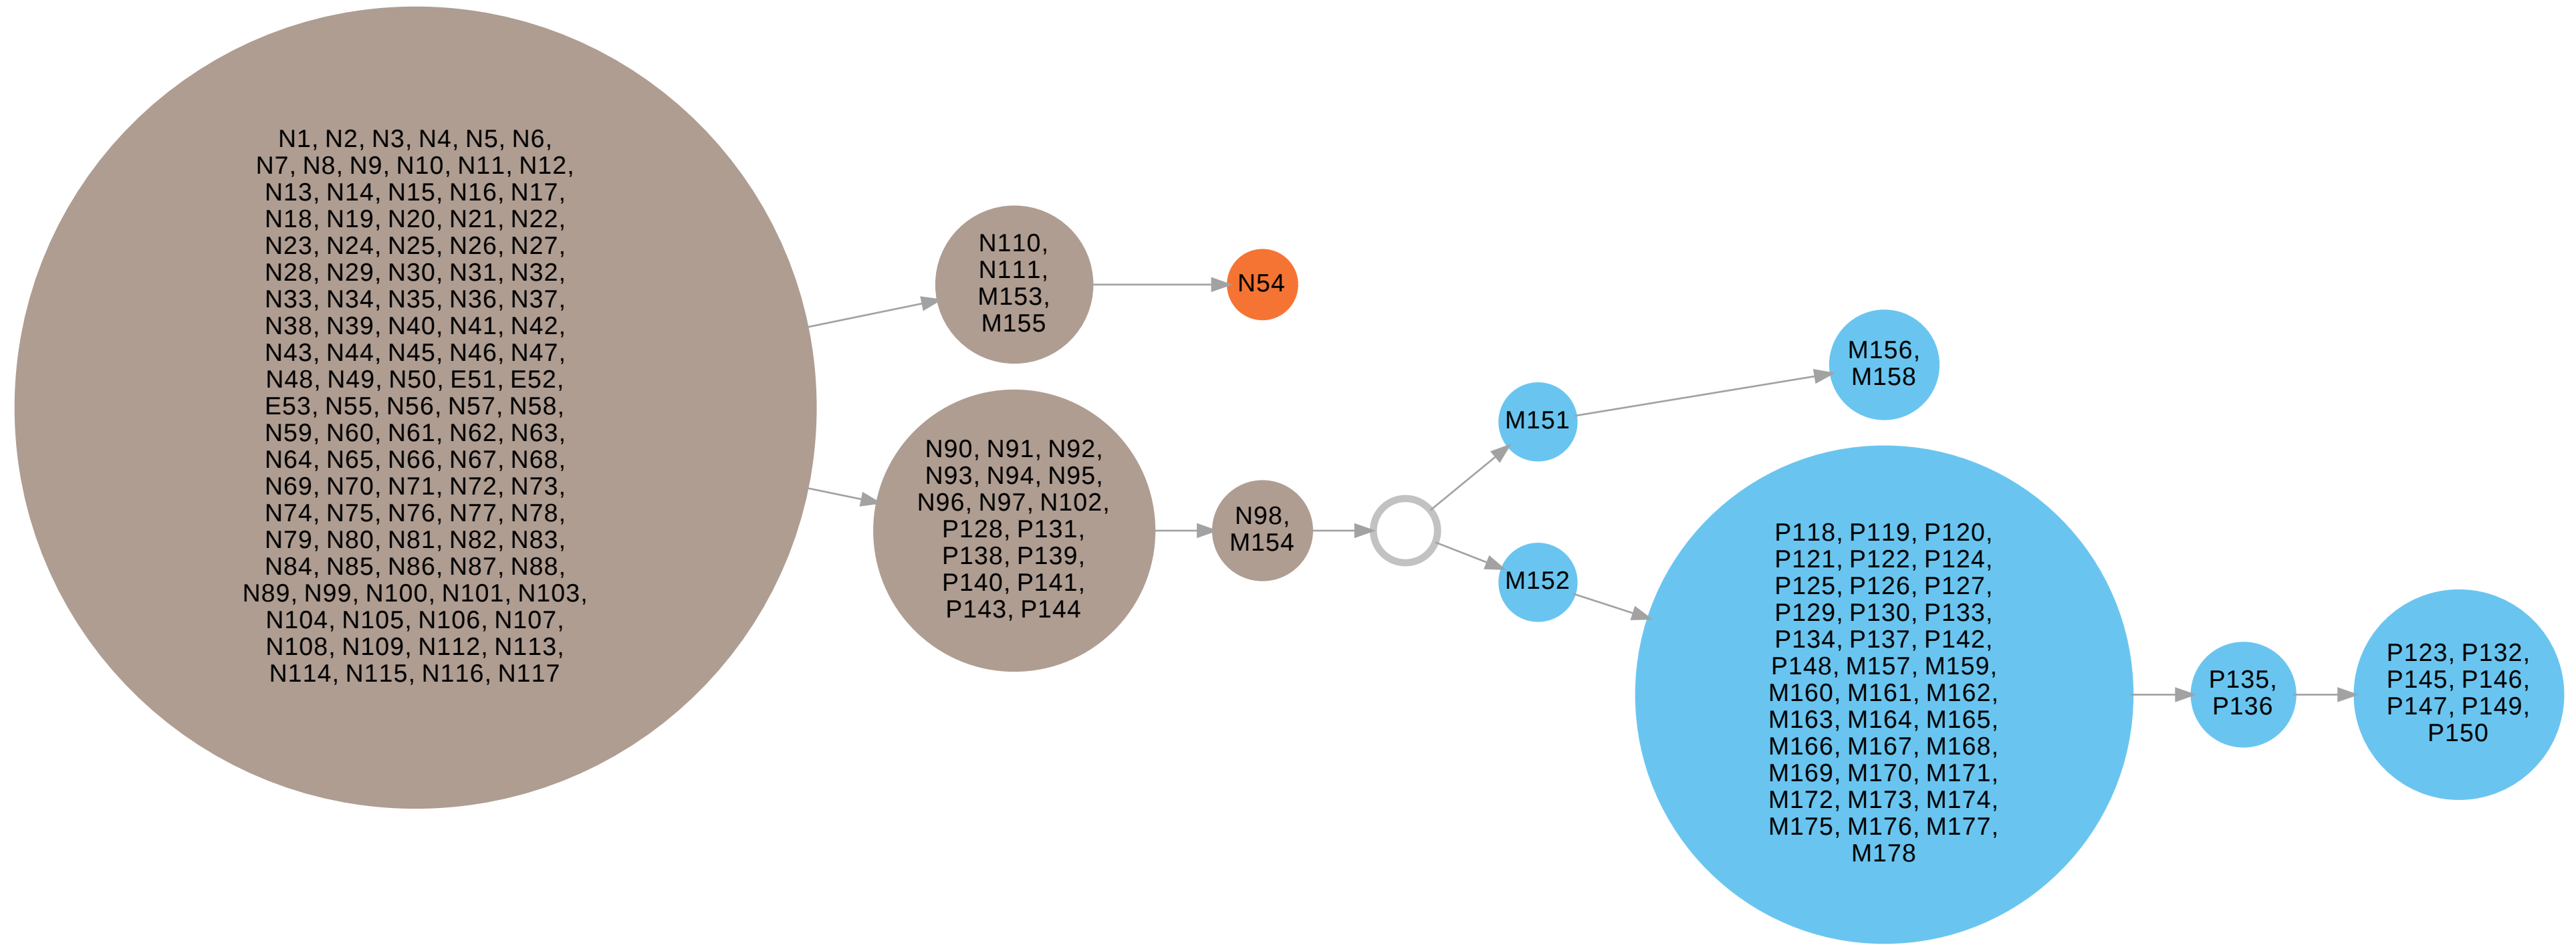 N1, N2, N3, N4, N5, N6,
N7, N8, N9, N10, N11, N12,
N13, N14, N15, N16, N17,
N18, N19, N20, N21, N22,
N23, N24, N25, N26, N27,
N28, N29, N30, N31, N32,
N33, N34, N35, N36, N37,
N38, N39, N40, N41, N42,
N43, N44, N45, N46, N47,
N48, N49, N50, E51, E52,
E53, N55, N56, N57, N58,
N59, N60, N61, N62, N63,
N64, N65, N66, N67, N68,
N69, N70, N71, N72, N73,
N74, N75, N76, N77, N78,
N79, N80, N81, N82, N83,
N84, N85, N86, N87, N88,
N89, N99, N100, N101, N103,
N104, N105, N106, N107,
N108, N109, N112, N113,
N114, N115, N116, N117
N110,
N111,
M153,
M155
N54
N90, N91, N92,
N93, N94, N95,
N96, N97, N102,
P128, P131,
P138, P139,
P140, P141,
P143, P144
N98,
M154
M151
M152
M156,
M158
P118, P119, P120,
P121, P122, P124,
P125, P126, P127,
P129, P130, P133,
P134, P137, P142,
P148, M157, M159,
M160, M161, M162,
M163, M164, M165,
M166, M167, M168,
M169, M170, M171,
M172, M173, M174,
M175, M176, M177,
M178
P135,
P136
P123, P132,
P145, P146,
P147, P149,
P150